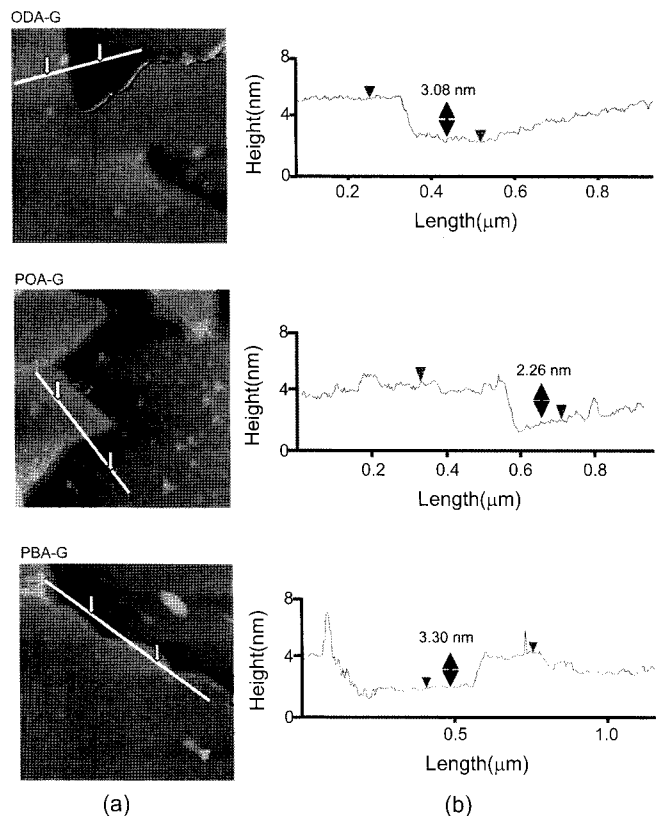 ODA-G
8
4
0
Height(nm)
3.08 nm
0.2 0.4 0.6 0.8
Length(μm)
POA-G
8
4
0
Height(nm)
2.26 nm
0.2 0.4 0.6 0.8
Length(μm)
PBA-G
8
4
0
Height(nm)
3.30 nm
0.5 1.0
Length(μm)
(a) (b)